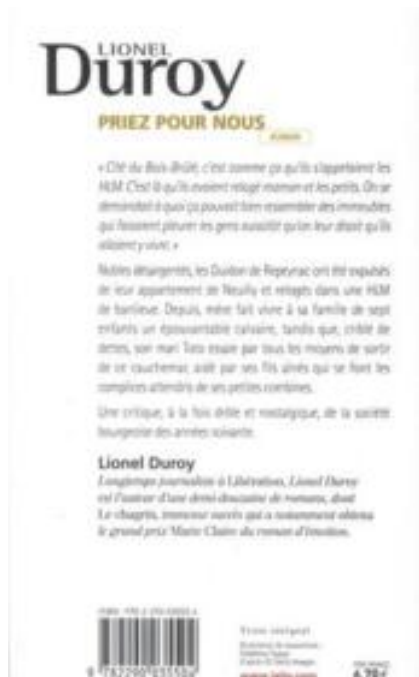 LIONEL
Duroy
PRIEZ POUR NOUS
ROMAN
« Cité du Bois-Brûlé, c'est comme ça qu'ils s'appelaient les
HLM. C'est là qu'ils avaient relogé maman et les petits. On se
demandait à quoi ça pouvait bien ressembler des immeubles
qui faisaient pleurer les gens aussitôt qu'on leur disait qu'ils
allaient y vivre. »
Nobles désargentés, les Guidon de Repeyrac ont été expulsés
de leur appartement de Neuilly et relogés dans une HLM
de banlieue. Depuis, mère fait vivre à sa famille de sept
enfants un épouvantable calvaire, tandis que, criblé de
dettes, son mari Toto essaie par tous les moyens de sortir
de ce cauchemar, aidé par ses fils aînés qui se font les
complices attendris de ses petites combines.
Une critique, à la fois drôle et nostalgique, de la société
bourgeoise des années soixante.
Lionel Duroy
Longtemps journaliste à Libération, Lionel Duroy
est l'auteur d'une demi-douzaine de romans, dont
Le chagrin, immense succès qui a notamment obtenu
le grand prix Marie Claire du roman d'émotion.
Texte intégral